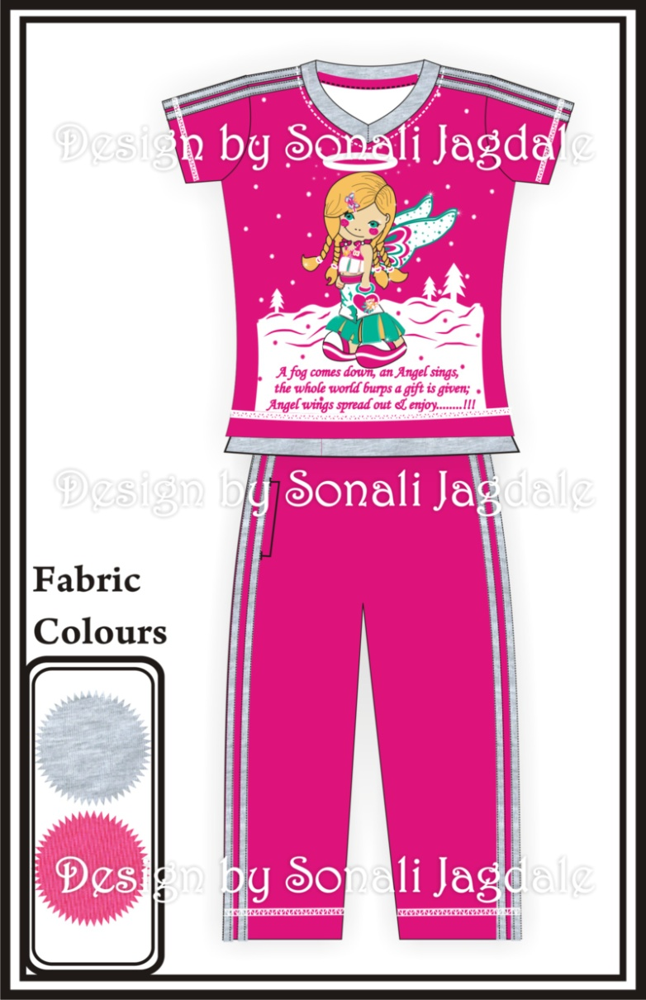 Design by Sonali Jagdale
A fog comes down, an Angel sings,
the whole world burps a gift is given;
Angel wings spread out & enjoy........!!!
Design by Sonali Jagdale
Fabric
Colours
Design by Sonali Jagdale